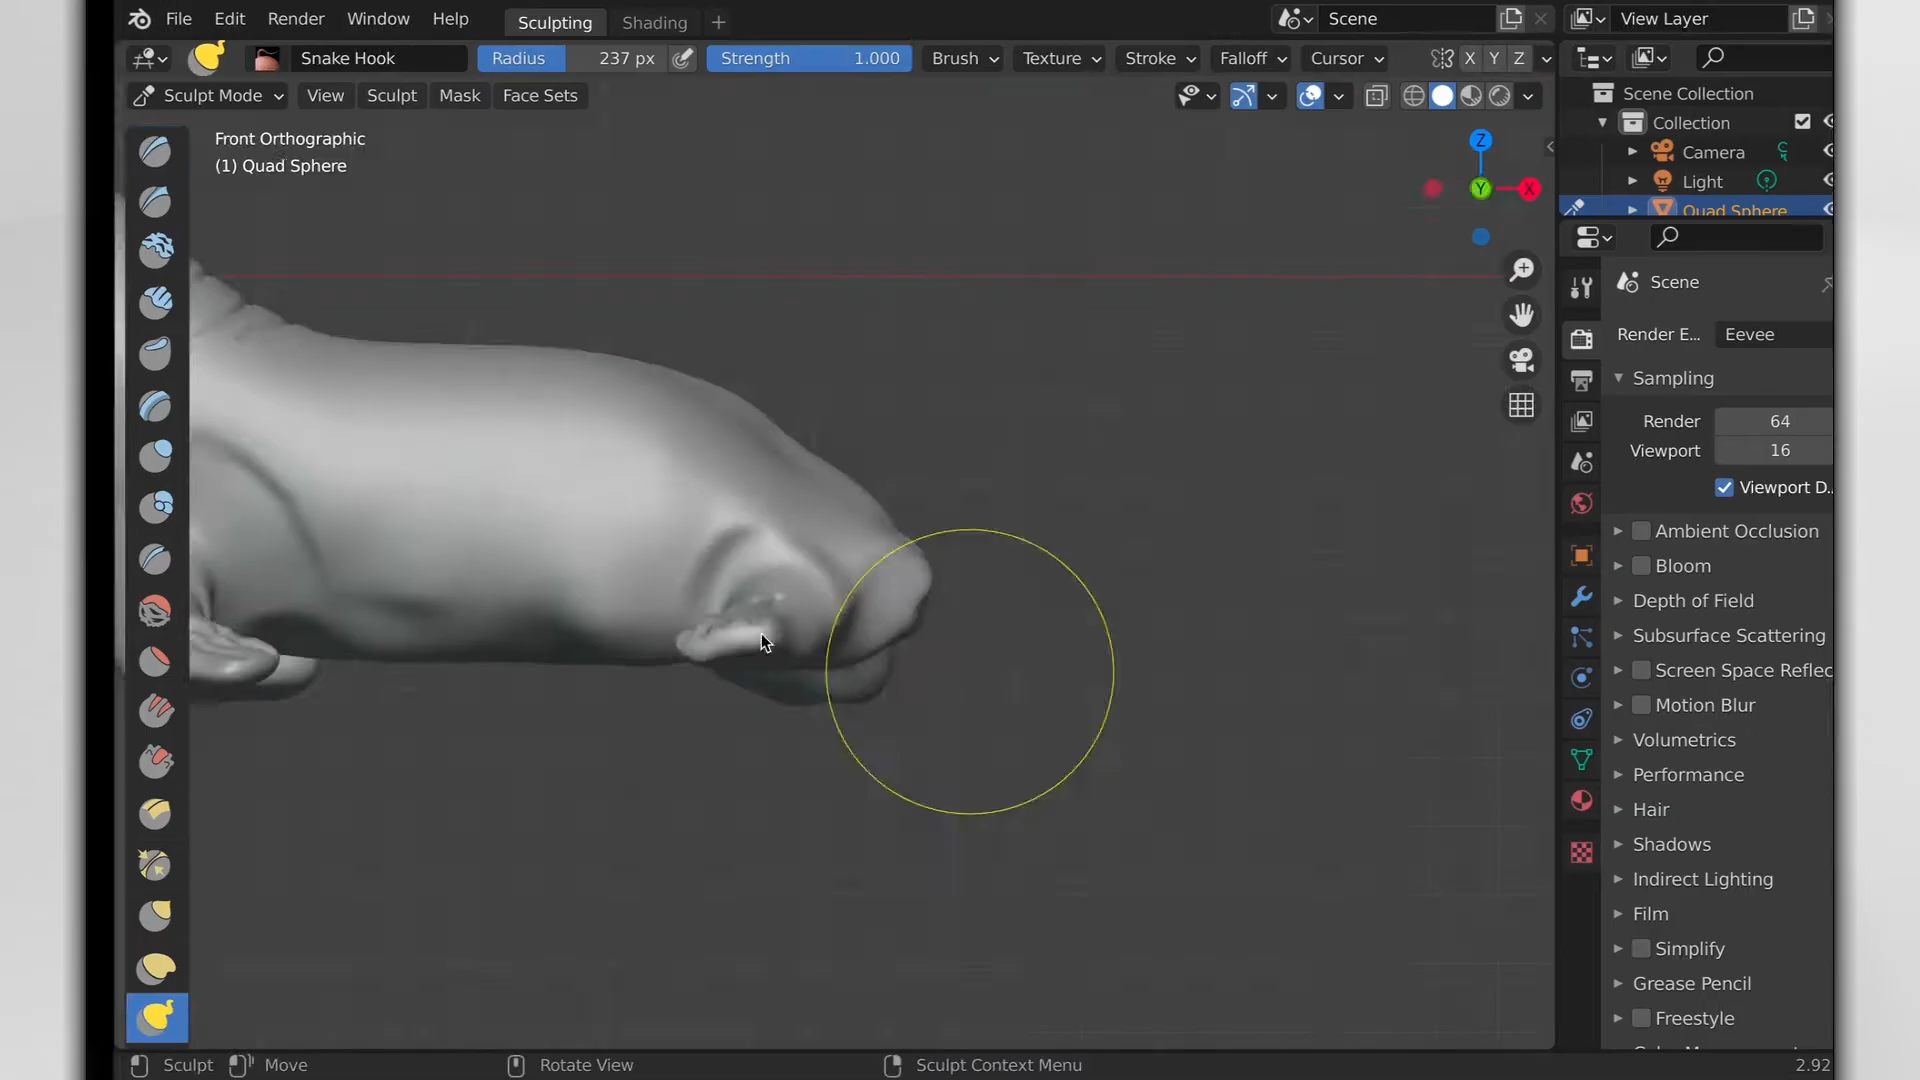 File Edit Render Window Help Sculpting Shading + Scene View Layer
Snake Hook Radius 237 px Strength 1.000 Brush Texture Stroke Falloff Cursor X Y Z
Sculpt Mode View Sculpt Mask Face Sets
Scene Collection
Collection
Camera
Light
Quad Sphere
Front Orthographic
(1) Quad Sphere
Z
Y X
Scene
Render E... Eevee
Sampling
Render 64
Viewport 16
Viewport D..
Ambient Occlusion
Bloom
Depth of Field
Subsurface Scattering
Screen Space Reflec
Motion Blur
Volumetrics
Performance
Hair
Shadows
Indirect Lighting
Film
Simplify
Grease Pencil
Freestyle
Sculpt Move Rotate View Sculpt Context Menu 2.92